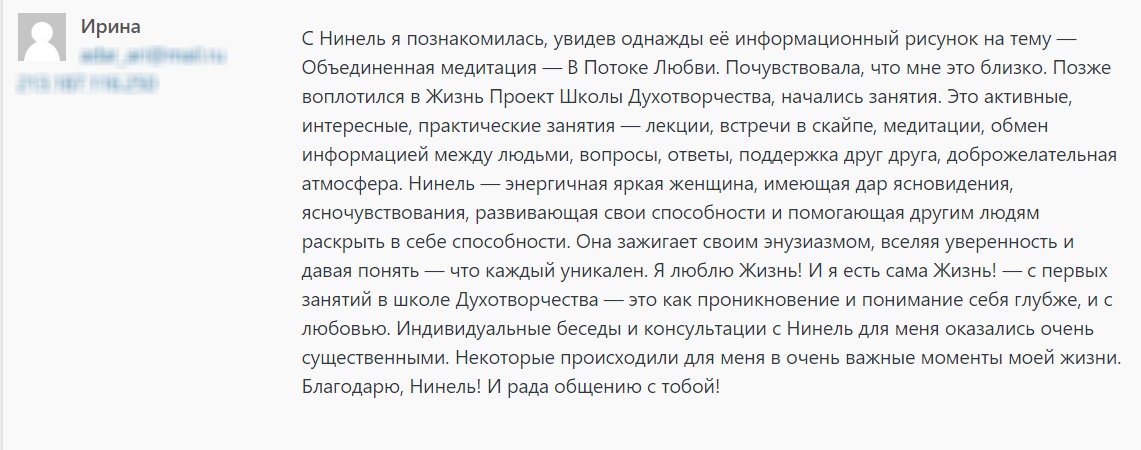 Ирина
С Нинель я познакомилась, увидев однажды её информационный рисунок на тему —
Объединенная медитация — В Потоке Любви. Почувствовала, что мне это близко. Позже
воплотился в Жизнь Проект Школы Духотворчества, начались занятия. Это активные,
интересные, практические занятия — лекции, встречи в скайпе, медитации, обмен
информацией между людьми, вопросы, ответы, поддержка друг друга, доброжелательная
атмосфера. Нинель — энергичная яркая женщина, имеющая дар ясновидения,
ясночувствования, развивающая свои способности и помогающая другим людям
раскрыть в себе способности. Она зажигает своим энузиазмом, вселяя уверенность и
давая понять — что каждый уникален. Я люблю Жизнь! И я есть сама Жизнь! — с первых
занятий в школе Духотворчества — это как проникновение и понимание себя глубже, и с
любовью. Индивидуальные беседы и консультации с Нинель для меня оказались очень
существенными. Некоторые происходили для меня в очень важные моменты моей жизни.
Благодарю, Нинель! И рада общению с тобой!